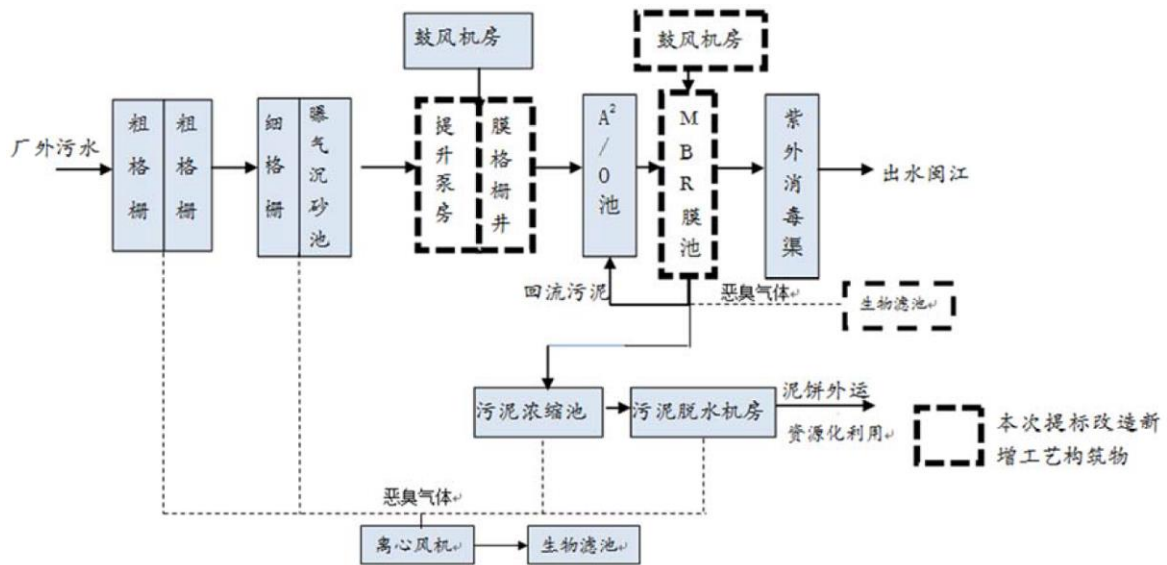 鼓风机房
鼓风机房
厂外污水
粗格栅
粗格栅
细格栅
曝气沉砂池
提升泵房
膜格栅井
A²/O池
MBR膜池
紫外消毒渠
出水闽江
回流污泥
恶臭气体
生物滤池
污泥浓缩池
污泥脱水机房
泥饼外运
资源化利用
本次提标改造新
增工艺构筑物
恶臭气体
离心风机
生物滤池